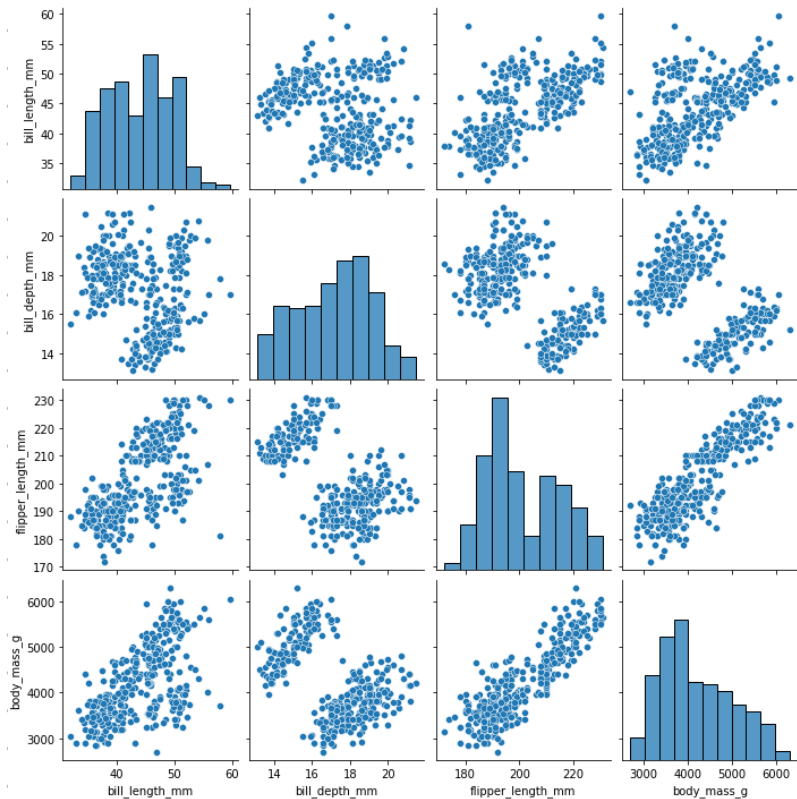 bill_length_mm
60
55
50
45
40
35
bill_depth_mm
20
18
16
14
flipper_length_mm
230
220
210
200
190
180
170
body_mass_g
6000
5000
4000
3000
40 50 60
14 16 18 20
180 200 220
3000 4000 5000 6000
bill_length_mm
bill_depth_mm
flipper_length_mm
body_mass_g